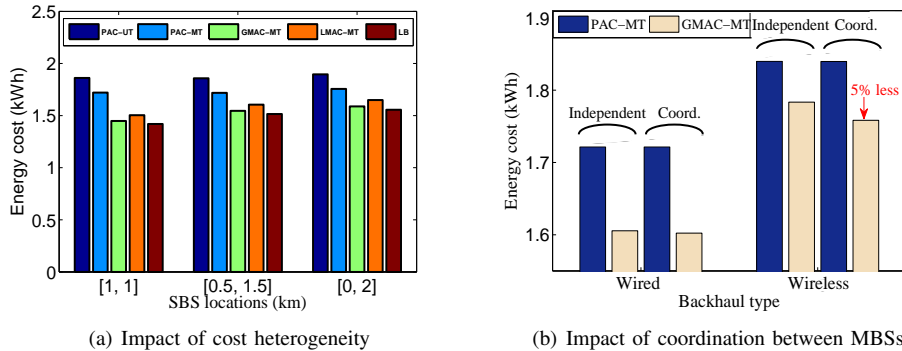 2.5
PAC-UT PAC-MT GMAC-MT LMAC-MT LB
2
1.5
1
0.5
0
Energy cost (kWh)
[1, 1] [0.5, 1.5] [0, 2]
SBS locations (km)
(a) Impact of cost heterogeneity
1.9
PAC-MT GMAC-MT
Independent Coord.
1.8
5% less
Independent Coord.
1.7
1.6
Energy cost (kWh)
Wired Wireless
Backhaul type
(b) Impact of coordination between MBSs